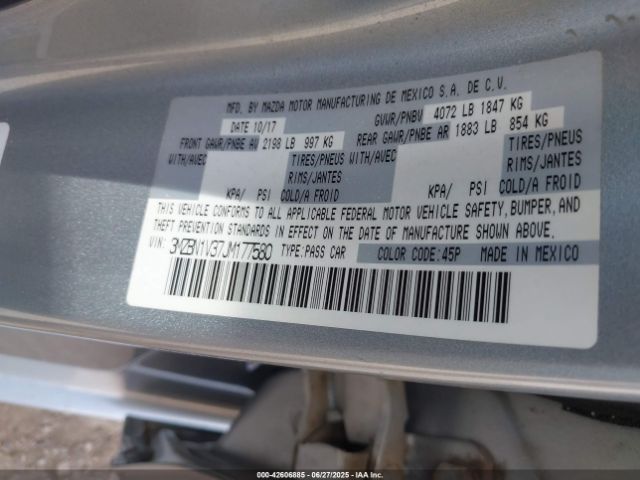 MFD. BY MAZDA MOTOR MANUFACTURING DE MEXICO S.A. DE C.V.
DATE 10/17 GVWR/PNBV 4072 LB 1847 KG
FRONT GAWR/PNBE AV 2198 LB 997 KG REAR GAWR/PNBE AR 1883 LB 854 KG
WITH/AVEC TIRES/PNEUS WITH/AVEC TIRES/PNEUS
RIMS/JANTES RIMS/JANTES
KPA/ PSI COLD/A FROID KPA/ PSI COLD/A FROID
THIS VEHICLE CONFORMS TO ALL APPLICABLE FEDERAL MOTOR VEHICLE SAFETY, BUMPER, AND
THEFT PREVENTION STANDARDS IN EFFECT ON THE DATE OF MANUFACTURE SHOWN ABOVE.
VIN: 3MZBN1V37JM177580 TYPE:PASS CAR COLOR CODE:45P MADE IN MEXICO
000-42606885 - 06/27/2025 - IAAI.COM